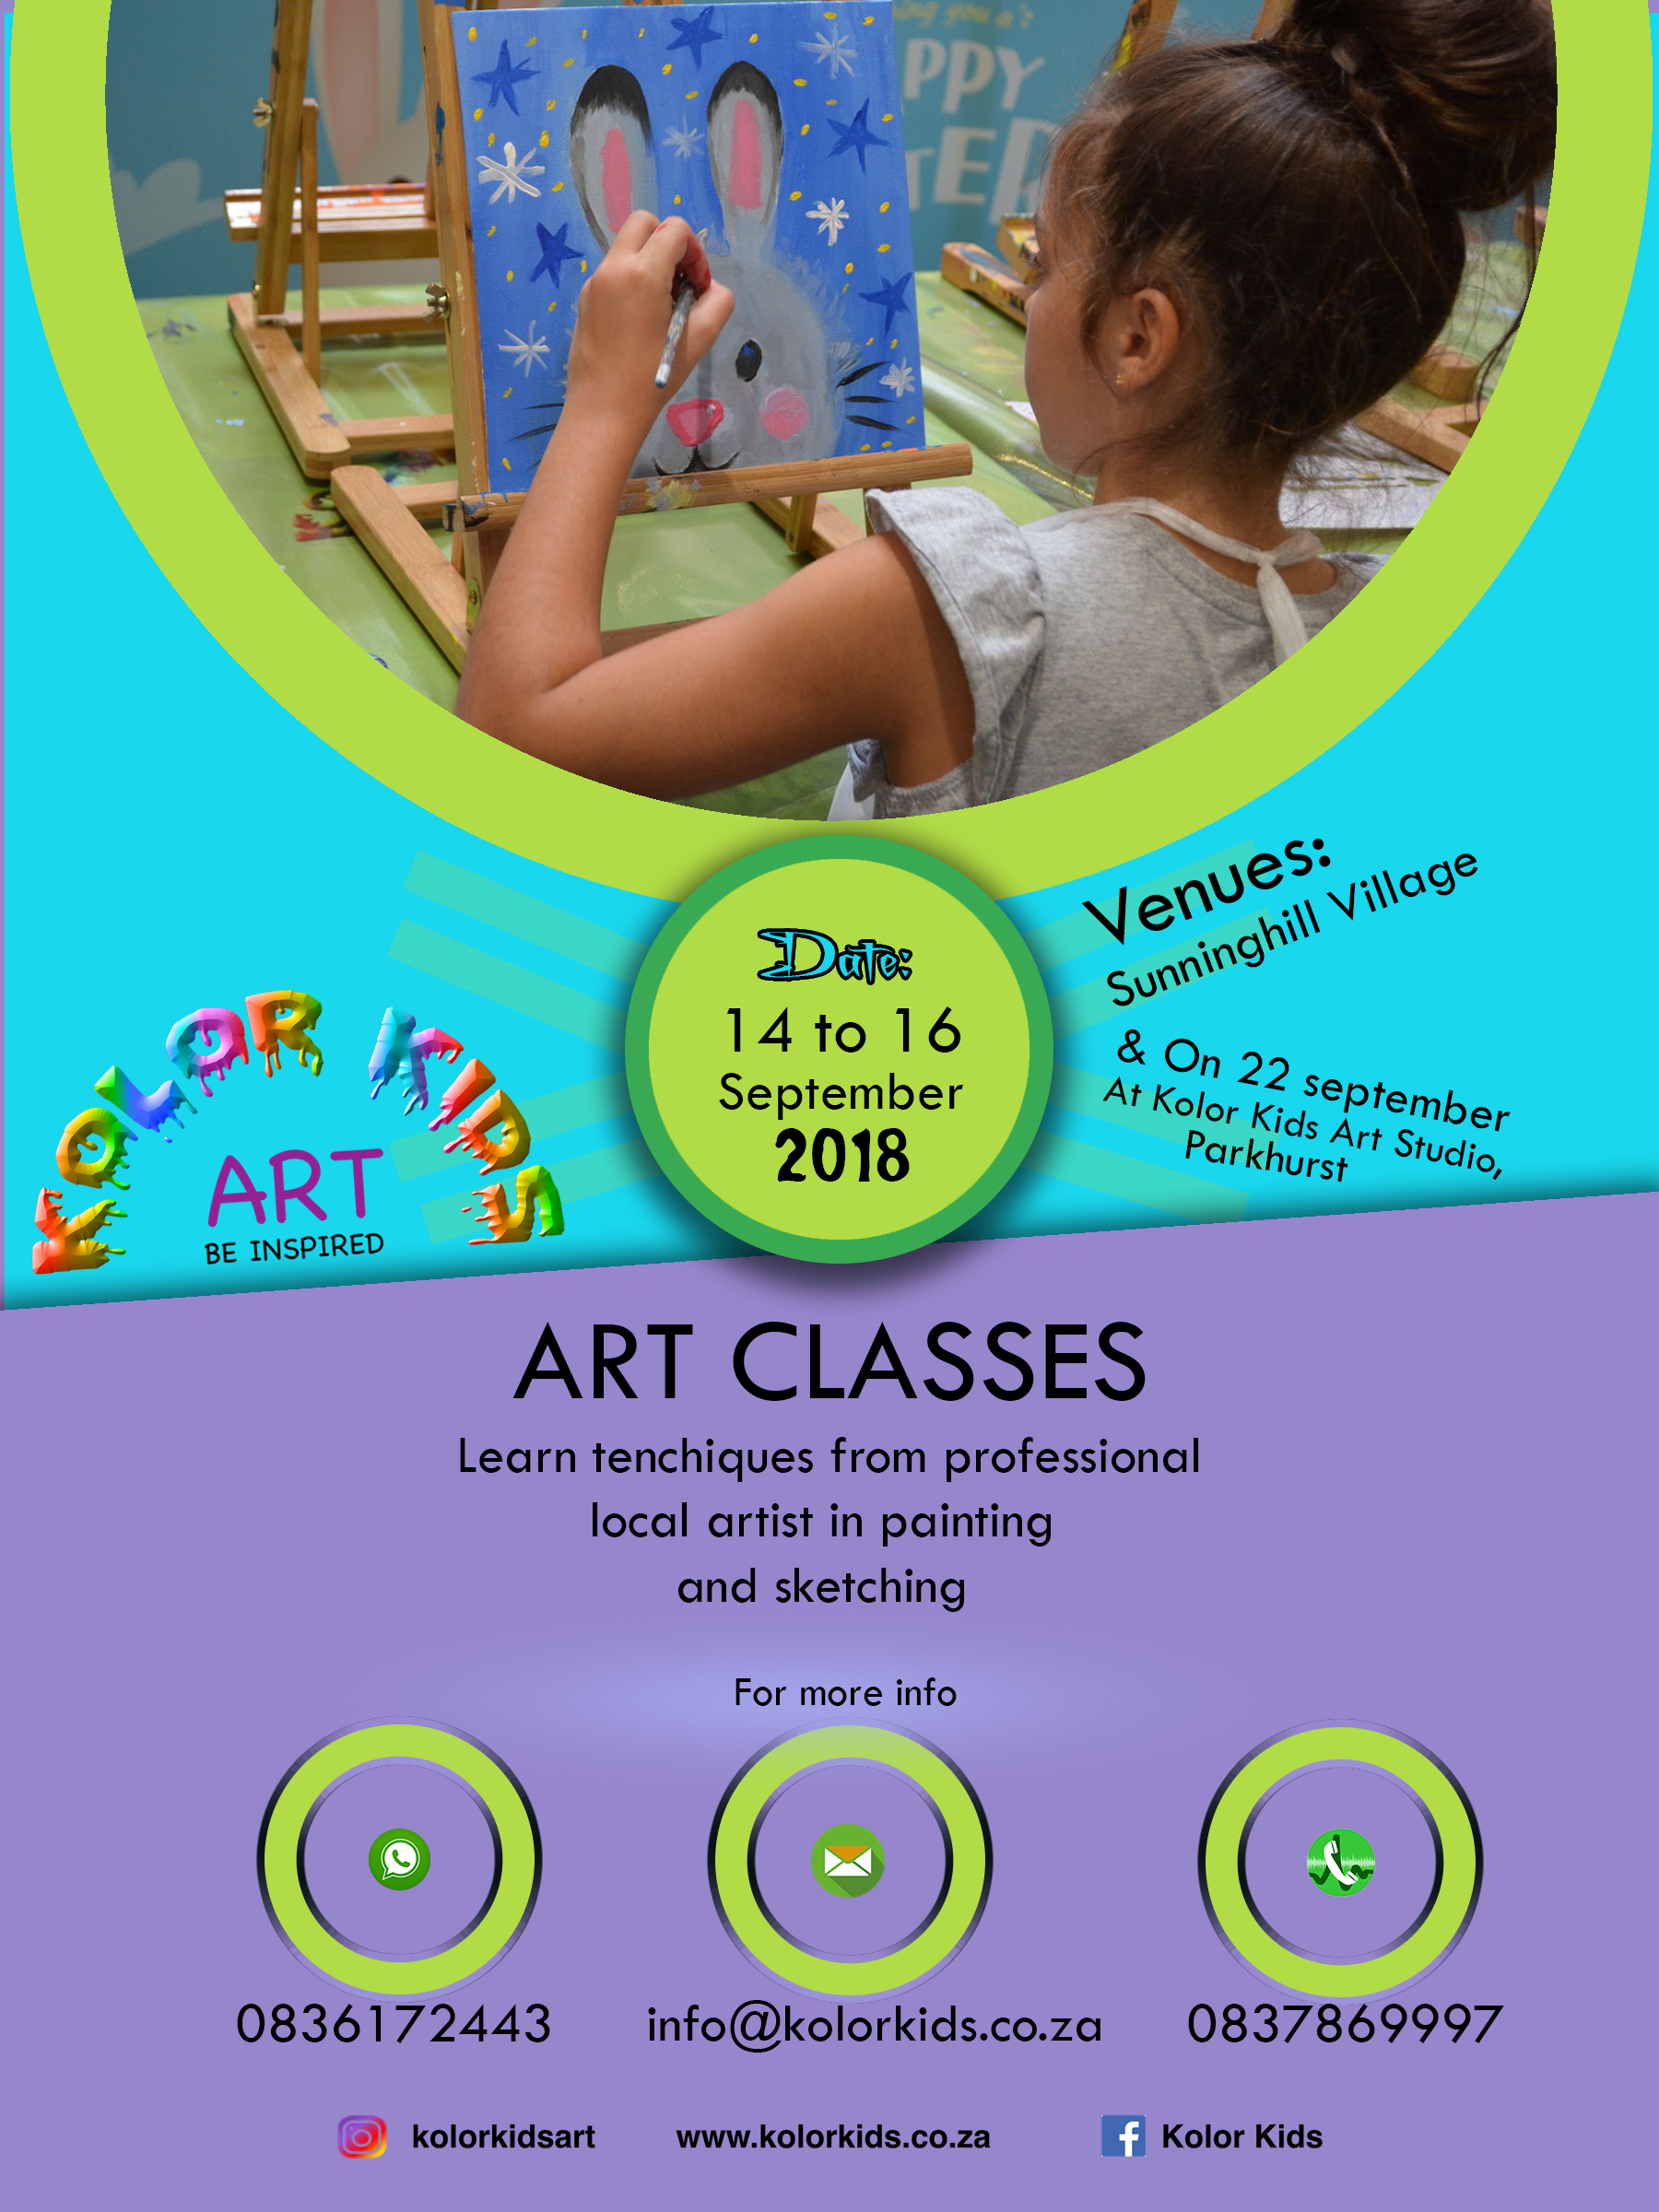 PPY
TER
Venues:
Sunninghill Village
Date:
14 to 16
September
2018
& On 22 september
At Kolor Kids Art Studio,
Parkhurst
KOLOR KIDS
ART
BE INSPIRED
ART CLASSES
Learn tenchiques from professional
local artist in painting
and sketching
For more info
0836172443
info@kolorkids.co.za
0837869997
kolorkidsart
www.kolorkids.co.za
Kolor Kids